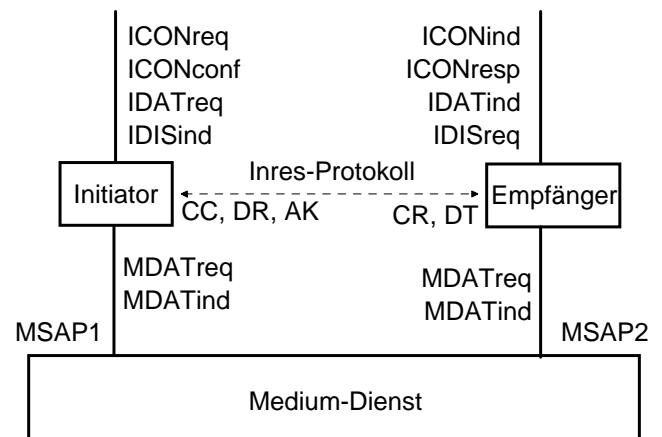 ICONreq
ICONconf
IDATreq
IDISind
ICONind
ICONresp
IDATind
IDISreq
Initiator
Inres-Protokoll
Empfänger
CC, DR, AK
CR, DT
MDATreq
MDATind
MDATreq
MDATind
MSAP1
MSAP2
Medium-Dienst